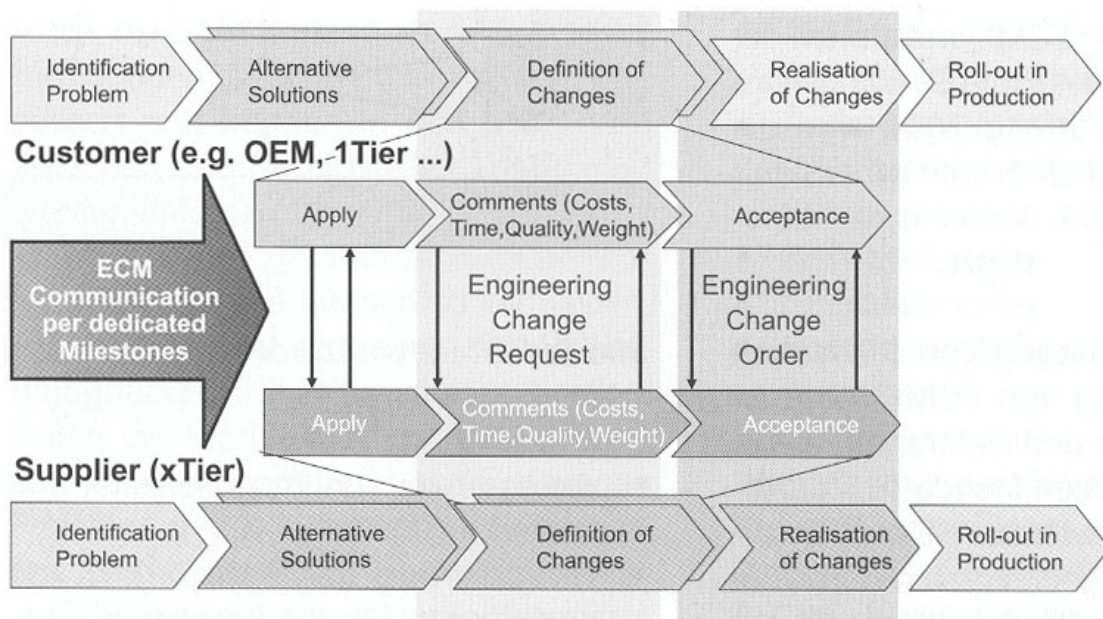 Identification
Problem
Alternative
Solutions
Definition of
Changes
Realisation
of Changes
Roll-out in
Production
Customer (e.g. OEM, 1Tier ...)
Apply
Comments (Costs,
Time,Quality,Weight)
Acceptance
ECM
Communication
per dedicated
Milestones
Engineering
Change
Request
Engineering
Change
Order
Apply
Comments (Costs,
Time,Quality,Weight)
Acceptance
Supplier (xTier)
Identification
Problem
Alternative
Solutions
Definition of
Changes
Realisation
of Changes
Roll-out in
Production